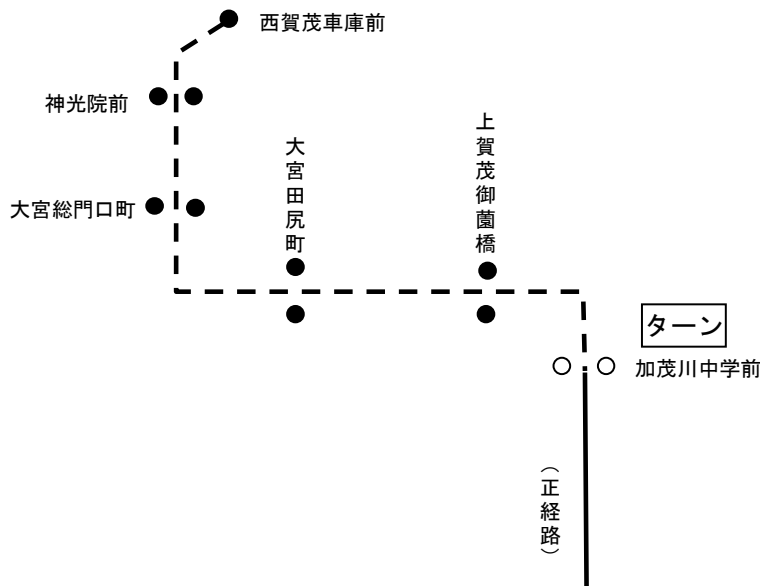 西賀茂車庫前
神光院前
大宮総門口町
大宮田尻町
上賀茂御薗橋
ターン
加茂川中学前
（正経路）